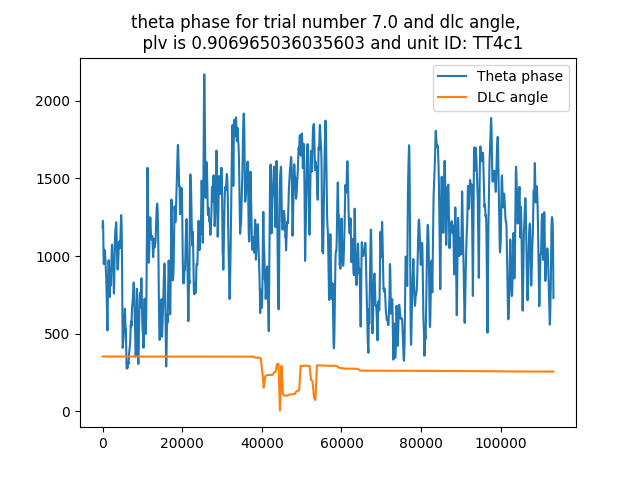 theta phase for trial number 7.0 and dlc angle,
plv is 0.906965036035603 and unit ID: TT4c1
Theta phase
DLC angle
2000
1500
1000
500
0
0 20000 40000 60000 80000 100000